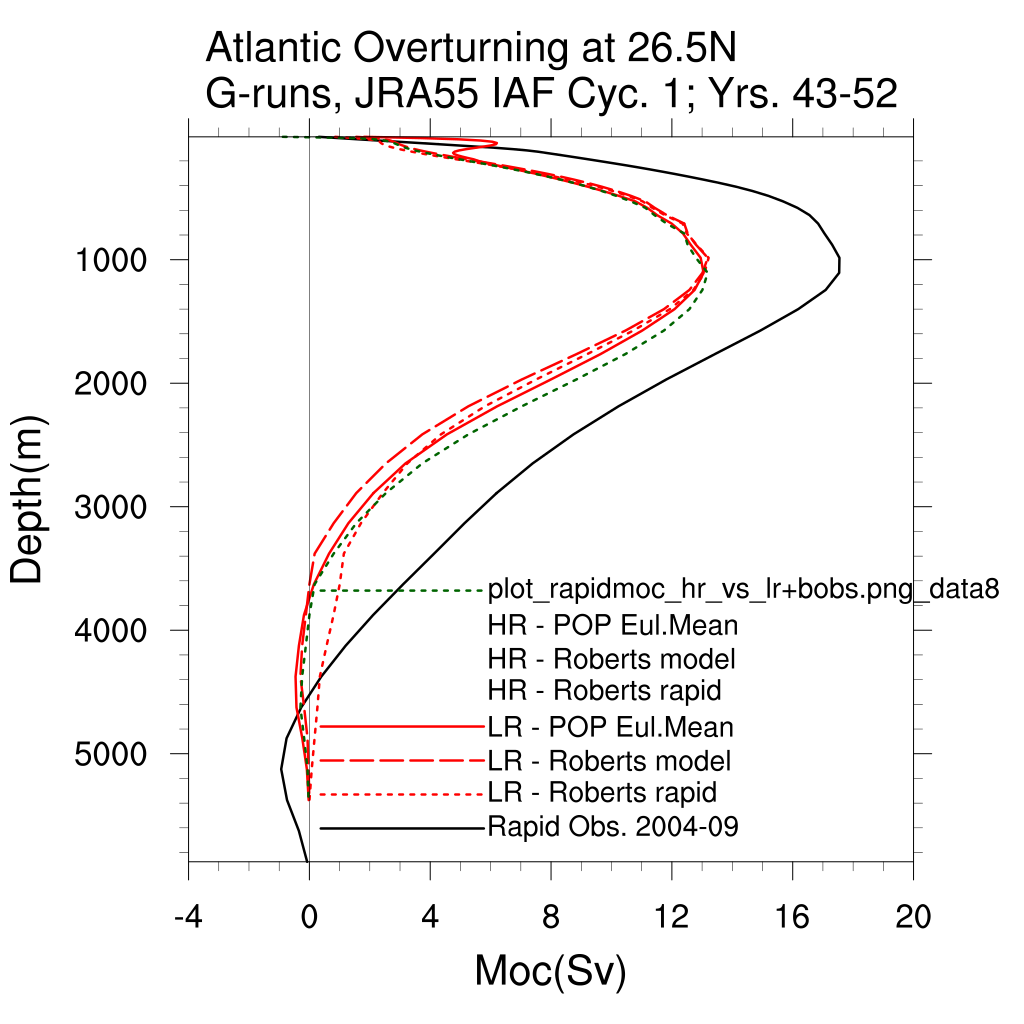 Atlantic Overturning at 26.5N
G-runs, JRA55 IAF Cyc. 1; Yrs. 43-52
1000
2000
3000
4000
5000
Depth(m)
plot_rapidmoc_hr_vs_lr+bobs.png_data8
HR - POP Eul.Mean
HR - Roberts model
HR - Roberts rapid
LR - POP Eul.Mean
LR - Roberts model
LR - Roberts rapid
Rapid Obs. 2004-09
-4 0 4 8 12 16 20
Moc(Sv)